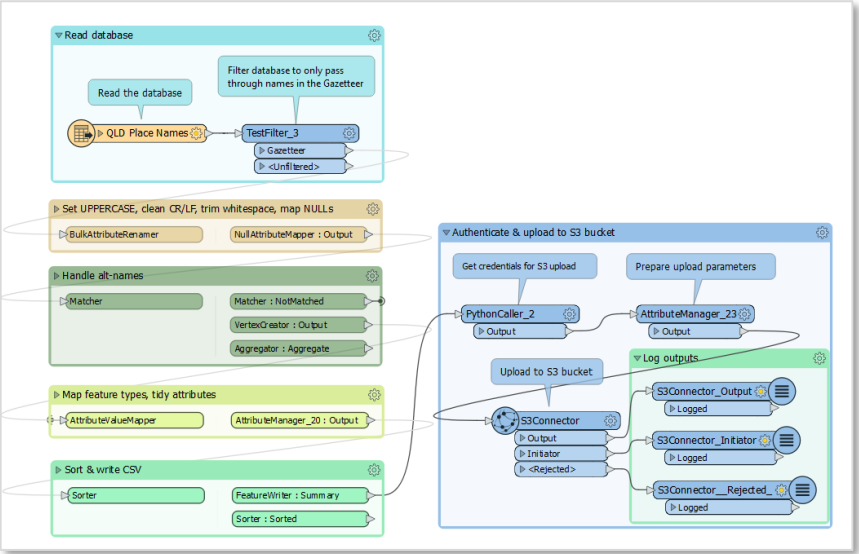 Read database
Read the database
Filter database to only pass
through names in the Gazetteer
QLD Place Names
TestFilter_3
Gazetteer
<Unfiltered>
Set UPPERCASE, clean CR/LF, trim whitespace, map NULLs
BulkAttributeRenamer
NullAttributeMapper : Output
Handle alt-names
Matcher
Matcher : NotMatched
VertexCreator : Output
Aggregator : Aggregate
Map feature types, tidy attributes
AttributeValueMapper
AttributeManager_20 : Output
Sort & write CSV
Sorter
FeatureWriter : Summary
Sorter : Sorted
Authenticate & upload to S3 bucket
Get credentials for S3 upload
Prepare upload parameters
PythonCaller_2
Output
AttributeManager_23
Output
Upload to S3 bucket
S3Connector
Output
Initiator
<Rejected>
Log outputs
S3Connector_Output
Logged
S3Connector_Initiator
Logged
S3Connector__Rejected_
Logged